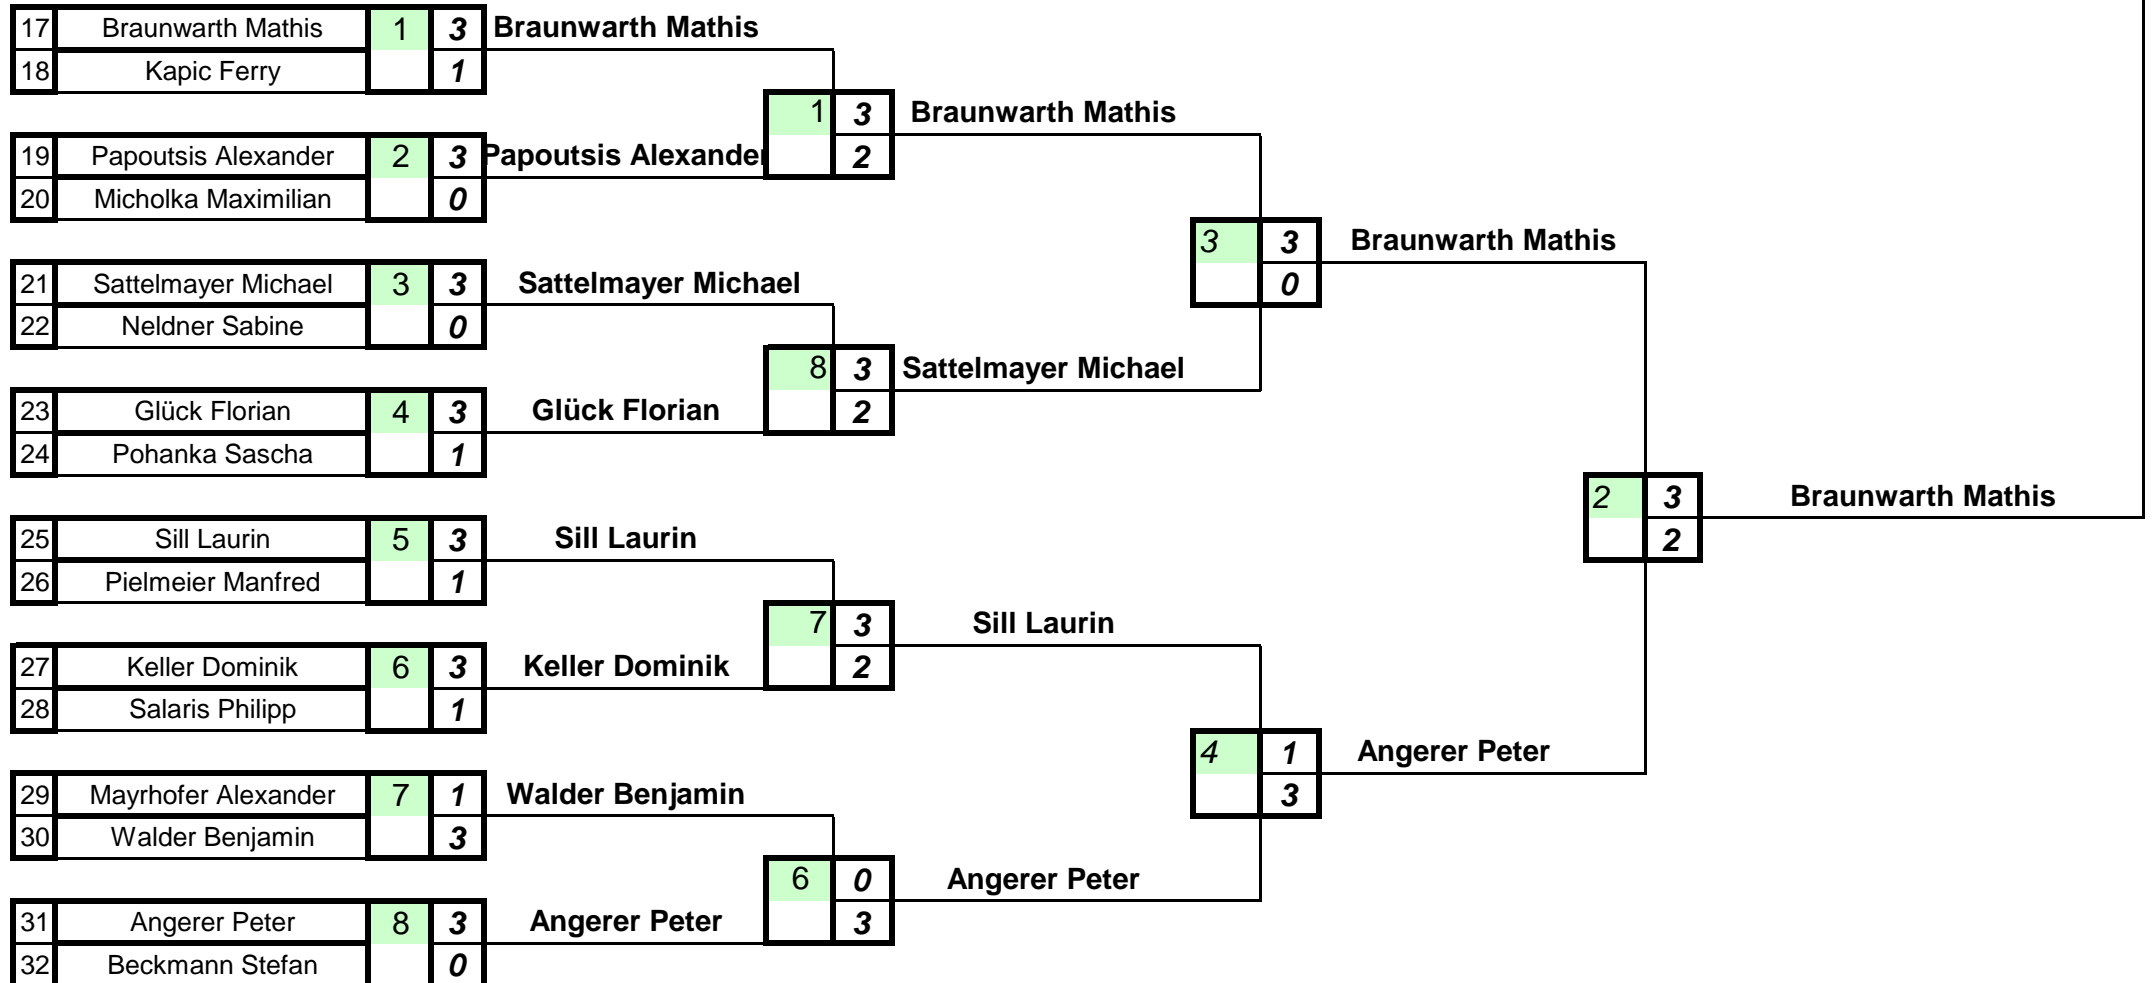 17 Braunwarth Mathis 1 3 Braunwarth Mathis
18 Kapic Ferry 1
1 3 Braunwarth Mathis
19 Papoutsis Alexander 2 3 Papoutsis Alexander 2
20 Micholka Maximilian 0
3 3 Braunwarth Mathis
21 Sattelmayer Michael 3 3 Sattelmayer Michael 0
22 Neldner Sabine 0
8 3 Sattelmayer Michael
23 Glück Florian 4 3 Glück Florian 2
24 Pohanka Sascha 1
2 3 Braunwarth Mathis
25 Sill Laurin 5 3 Sill Laurin 2
26 Pielmeier Manfred 1
7 3 Sill Laurin
27 Keller Dominik 6 3 Keller Dominik 2
28 Salaris Philipp 1
4 1 Angerer Peter
29 Mayrhofer Alexander 7 1 Walder Benjamin 3
30 Walder Benjamin 3
6 0 Angerer Peter
31 Angerer Peter 8 3 Angerer Peter 3
32 Beckmann Stefan 0